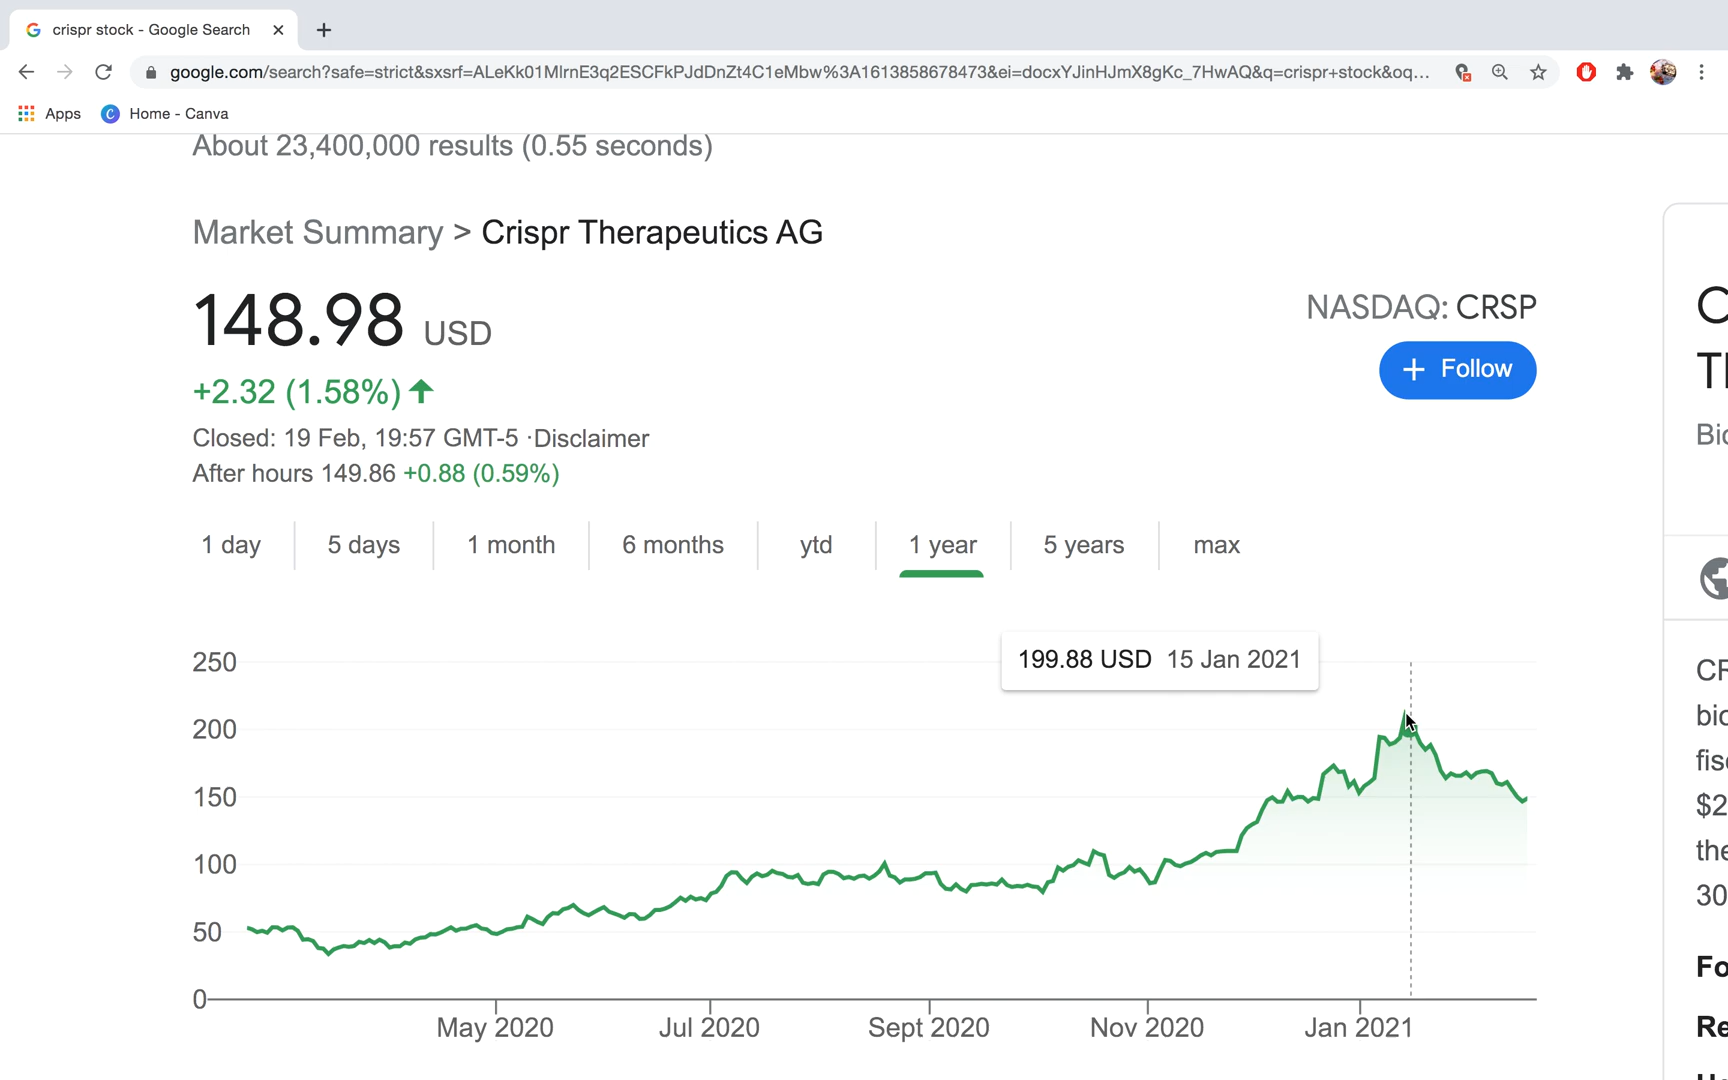 crispr stock - Google Search
google.com/search?safe=strict&sxsrf=ALeKk01MlrnE3q2ESCFkPJdDnZt4C1eMbw%3A1613858678473&ei=docxYJinHJmX8gKc_7HwAQ&q=crispr+stock&oq...
Apps
Home - Canva
About 23,400,000 results (0.55 seconds)
Market Summary > Crispr Therapeutics AG
148.98 USD
NASDAQ: CRSP
+ Follow
+2.32 (1.58%)
Closed: 19 Feb, 19:57 GMT-5 ·Disclaimer
After hours 149.86 +0.88 (0.59%)
1 day 5 days 1 month 6 months ytd 1 year 5 years max
199.88 USD 15 Jan 2021
250
200
150
100
50
0
May 2020 Jul 2020 Sept 2020 Nov 2020 Jan 2021